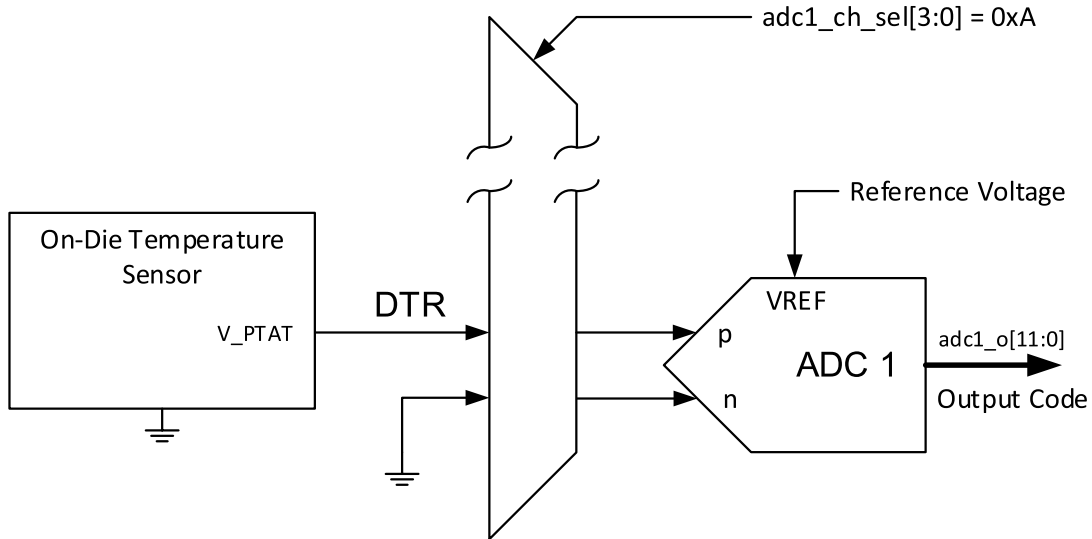 adc1_ch_sel[3:0] = 0xA
Reference Voltage
On-Die Temperature
Sensor
V_PTAT
DTR
VREF
p
ADC 1
n
adc1_o[11:0]
Output Code